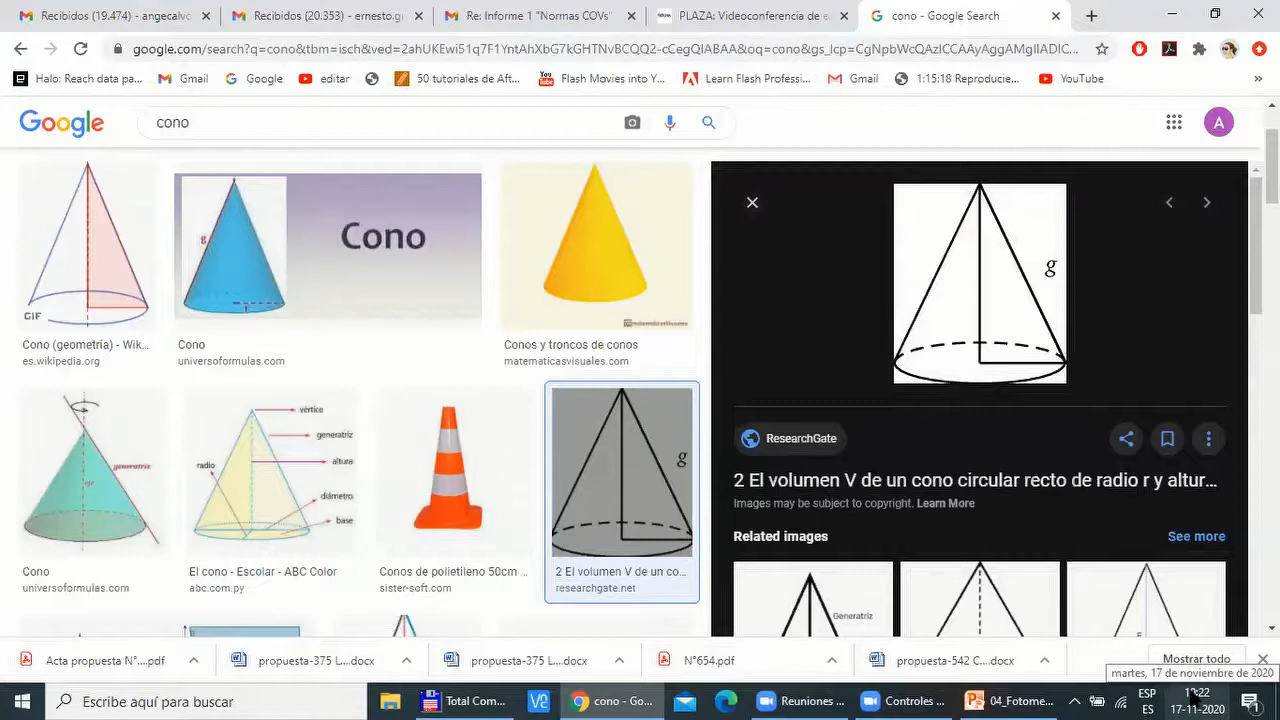 Recibidos (19.474) - angecalvo
Recibidos (20.353) - ernesto.g
Re: Informe 1 "Normas COVs"
PLAZA: Videoconferencia de e
cono - Google Search
google.com/search?q=cono&tbm=isch&ved=2ahUKEwi51q7F1YntAhXbG7kGHTNvBCQQ2-cCegQIABAA&oq=cono&gs_lcp=CgNpbWcQAzICCAAyAggAMgIIADIC...
Halo: Reach data pa...
Gmail
Google
editar
50 tutoriales de Aft...
Flash Movies into Y...
Learn Flash Professi...
Gmail
1:15:18 Reproducie...
YouTube
»
Google
cono
A
GIF
g
Cono
g
Cono (geometría) - Wik...
es.wikipedia.org
Cono
universoformulas.com
Conos y troncos de conos
matematicasvisuales.com
generatriz
vértice
generatriz
radio
altura
diámetro
base
g
Cono
universoformulas.com
El cono - Escolar - ABC Color
abc.com.py
Conos de polietileno 50cm ...
sister-soft.com
2 El volumen V de un co...
researchgate.net
ResearchGate
2 El volumen V de un cono circular recto de radio r y altur...
Images may be subject to copyright. Learn More
Related images
See more
Generatriz
Acta propuesta N°....pdf
propuesta-375 L....docx
propuesta-375 L....docx
N°654.pdf
propuesta-542 C....docx
Mostrar todo
martes, 17 de noviembre de 2020
Escribe aquí para buscar
Total Com...
cono - Go...
Reuniones ...
Controles ...
04_Fotome...
ESP
ES
17-11-2020